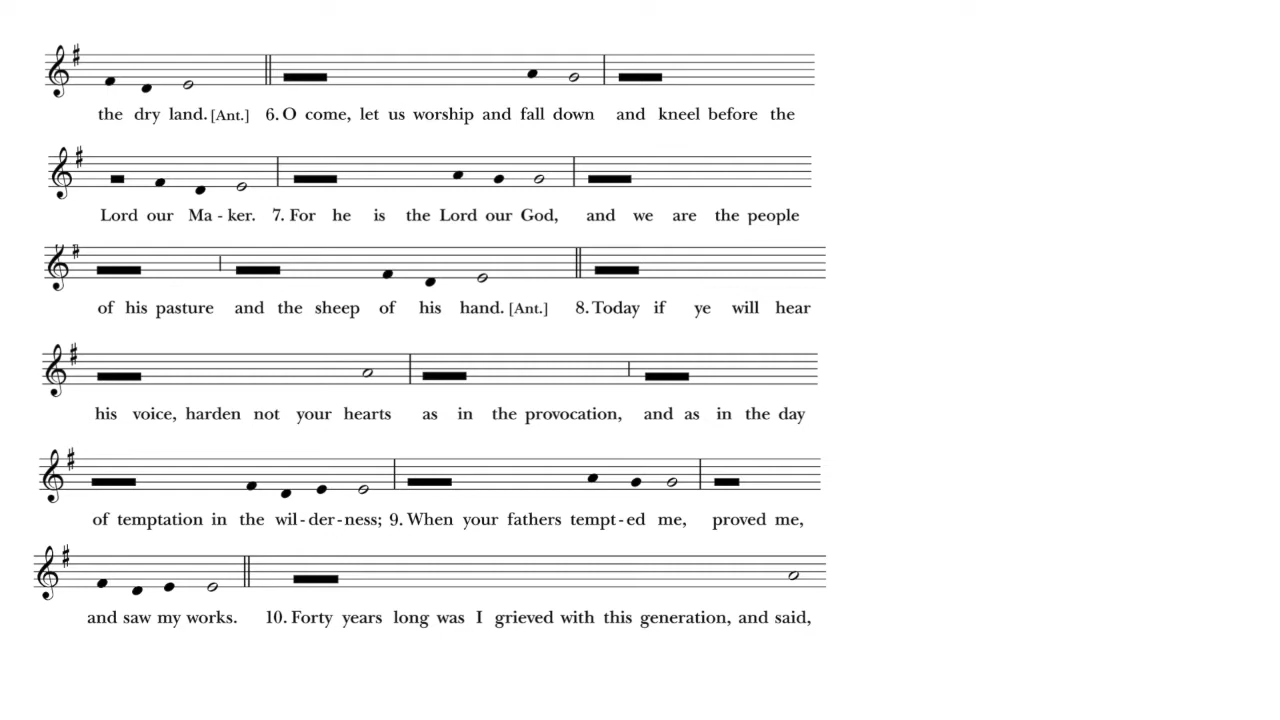 the dry land. [Ant.] 6. O come, let us worship and fall down and kneel before the
Lord our Ma - ker. 7. For he is the Lord our God, and we are the people
of his pasture and the sheep of his hand. [Ant.] 8. Today if ye will hear
his voice, harden not your hearts as in the provocation, and as in the day
of temptation in the wil - der - ness; 9. When your fathers tempt - ed me, proved me,
and saw my works. 10. Forty years long was I grieved with this generation, and said,